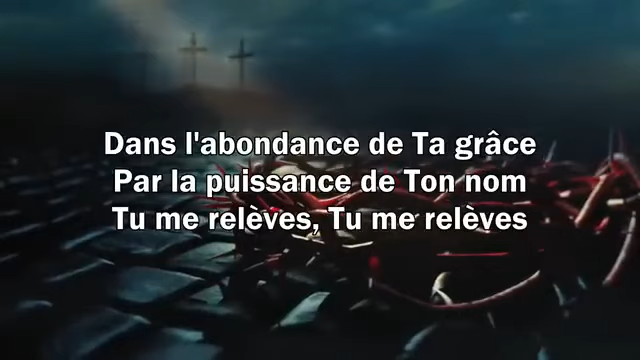 Dans l'abondance de Ta grâce
Par la puissance de Ton nom
Tu me relèves, Tu me relèves